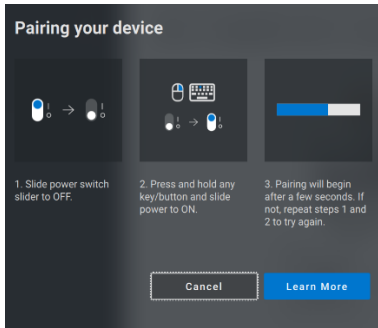 Pairing your device
1. Slide power switch
slider to OFF.
2. Press and hold any
key/button and slide
power to ON.
3. Pairing will begin
after a few seconds. If
not, repeat steps 1 and
2 to try again.
Cancel
Learn More